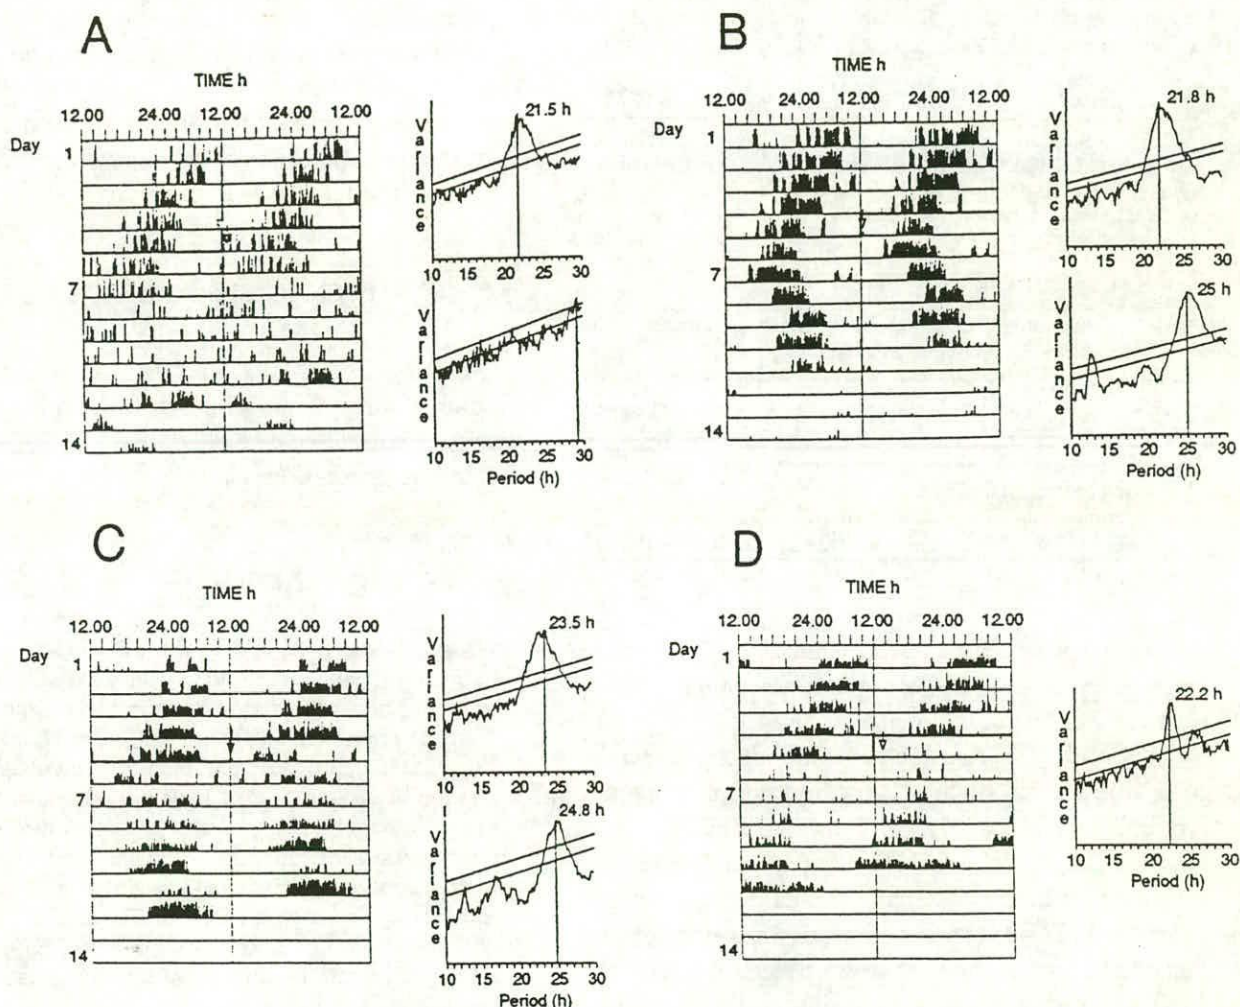 A
TIME h
12.00 24.00 12.00 24.00 12.00
Day
1
7
14
Variance
21.5 h
10 15 20 25 30
Variance
10 15 20 25 30
Period (h)
B
TIME h
12.00 24.00 12.00 24.00 12.00
Day
1
7
14
Variance
21.8 h
10 15 20 25 30
Variance
25 h
10 15 20 25 30
Period (h)
C
TIME h
12.00 24.00 12.00 24.00 12.00
Day
1
7
14
Variance
23.5 h
10 15 20 25 30
Variance
24.8 h
10 15 20 25 30
Period (h)
D
TIME h
12.00 24.00 12.00 24.00 12.00
Day
1
7
14
Variance
22.2 h
10 14 18 22 26 30
Period (h)